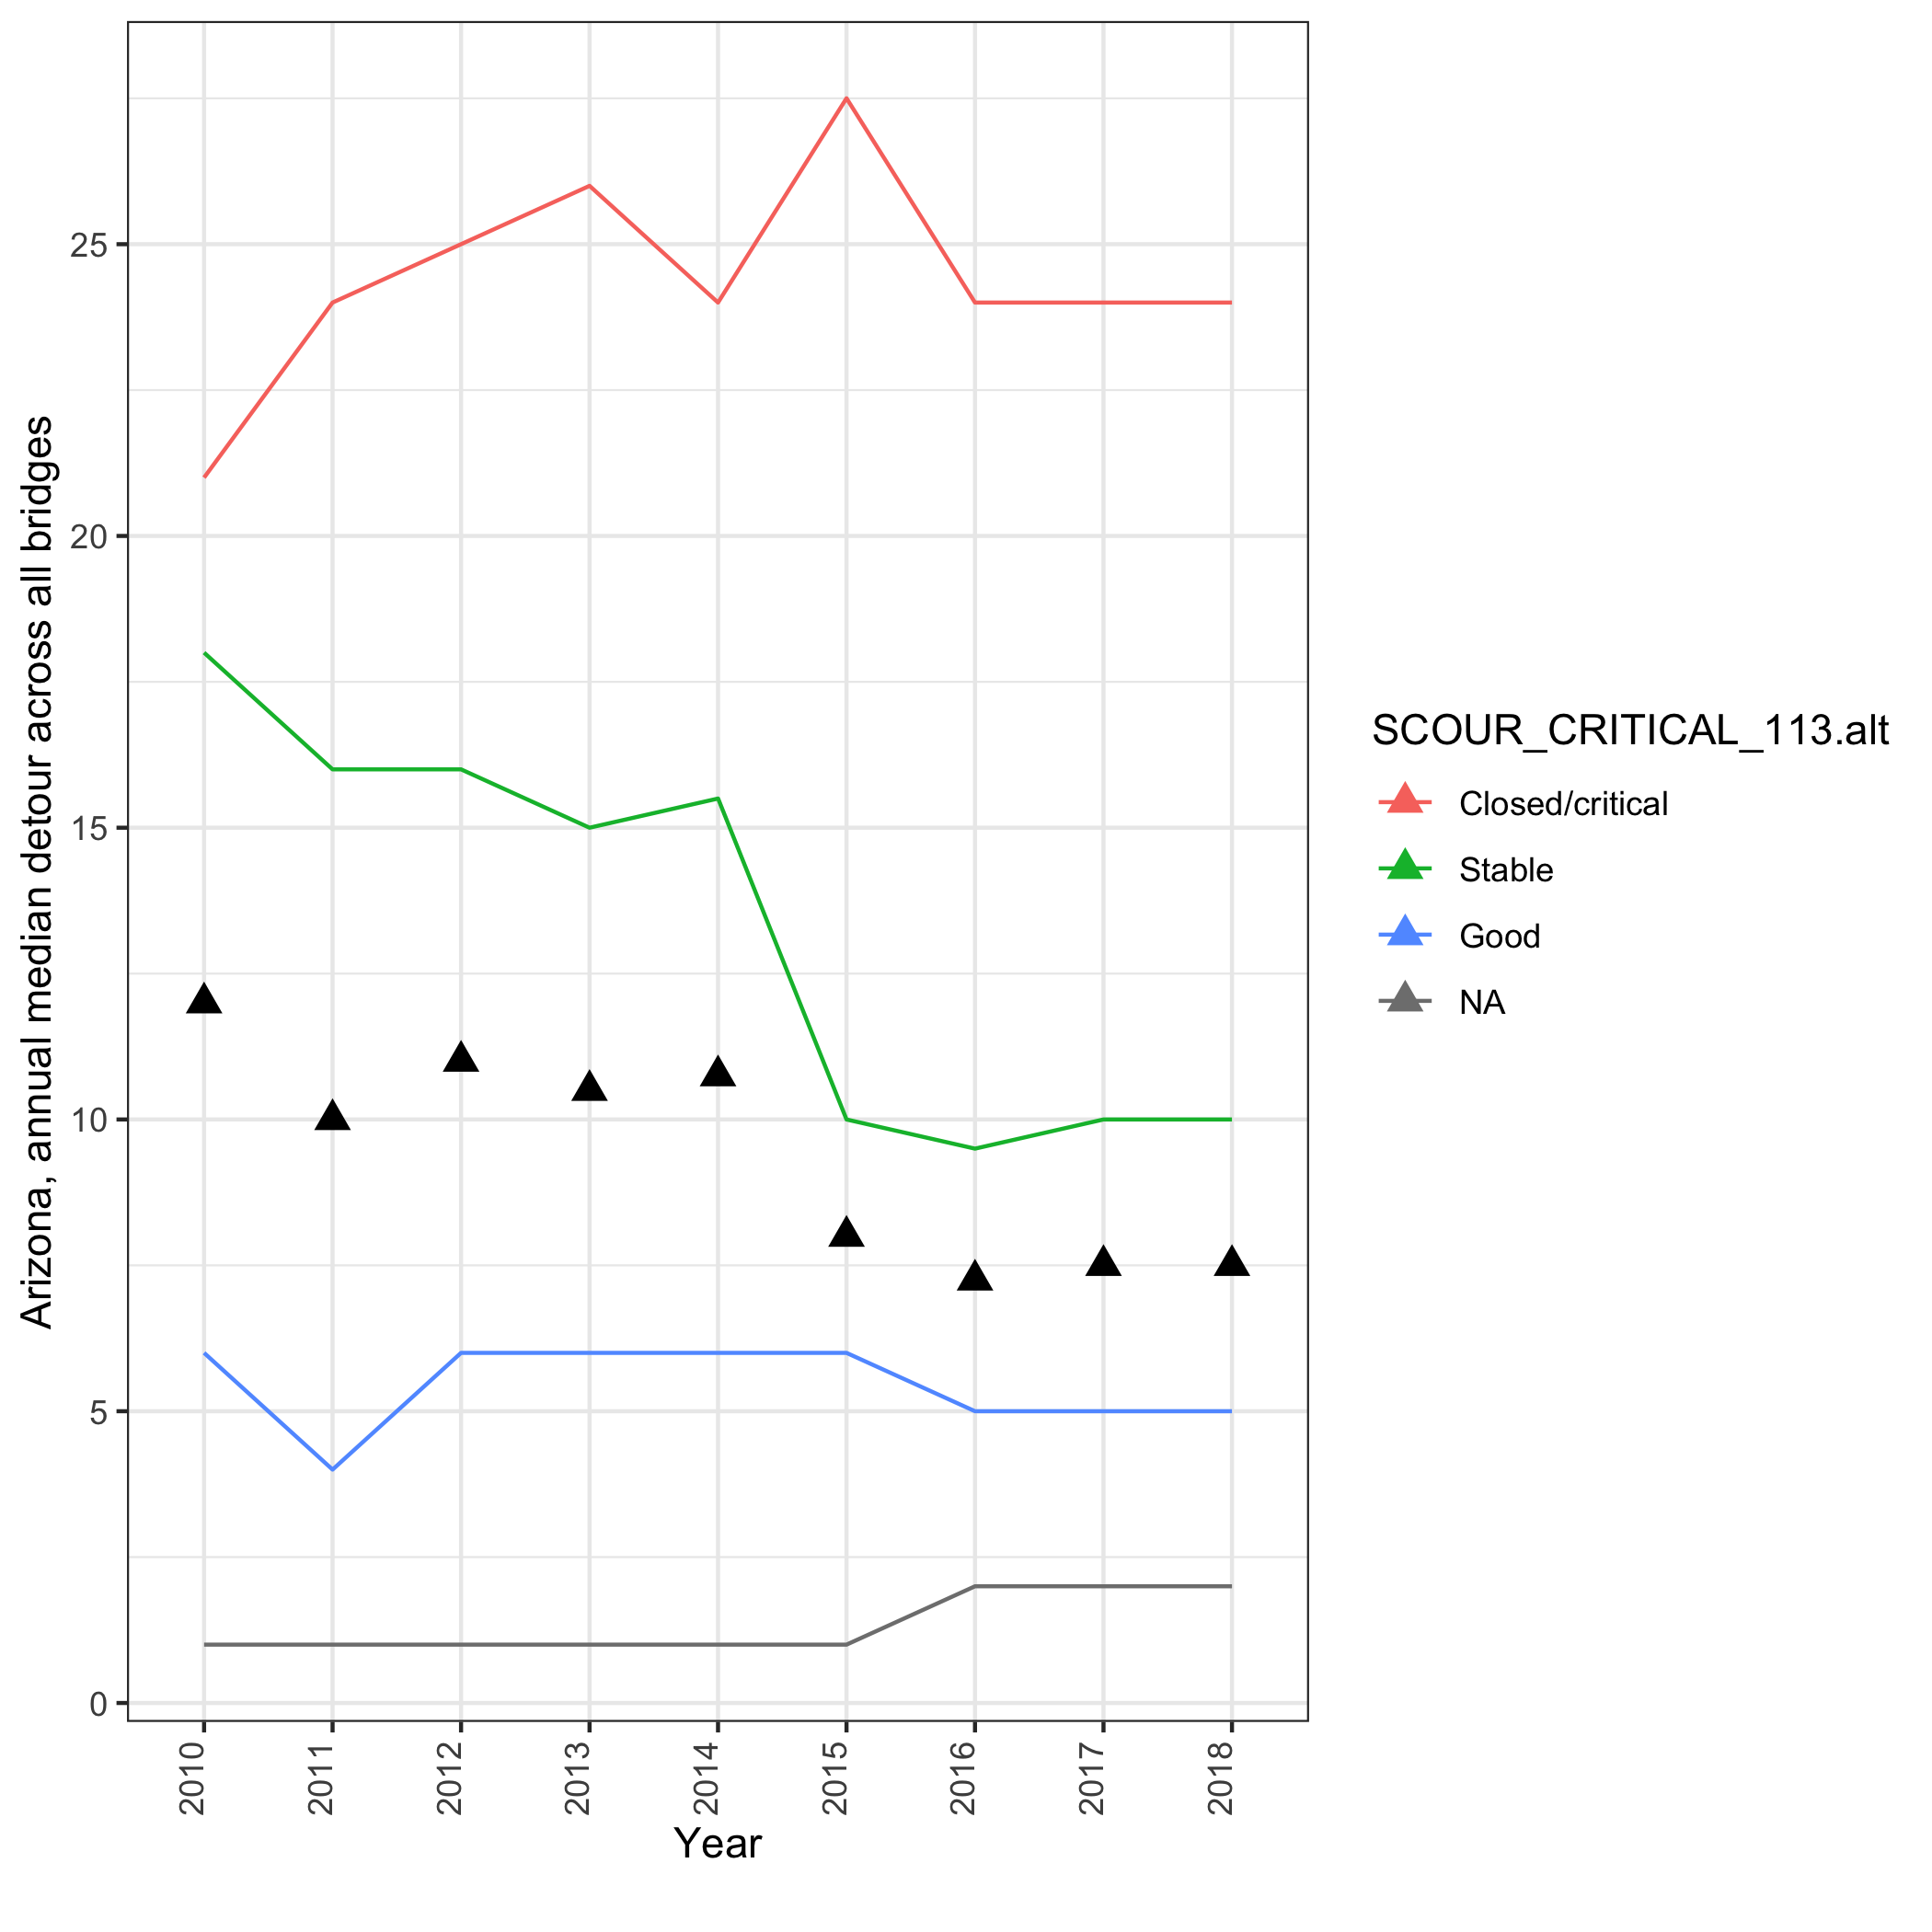 Arizona, annual median detour across all bridges
25
20
15
10
5
0
2010
2011
2012
2013
2014
2015
2016
2017
2018
Year
SCOUR_CRITICAL_113.alt
Closed/critical
Stable
Good
NA